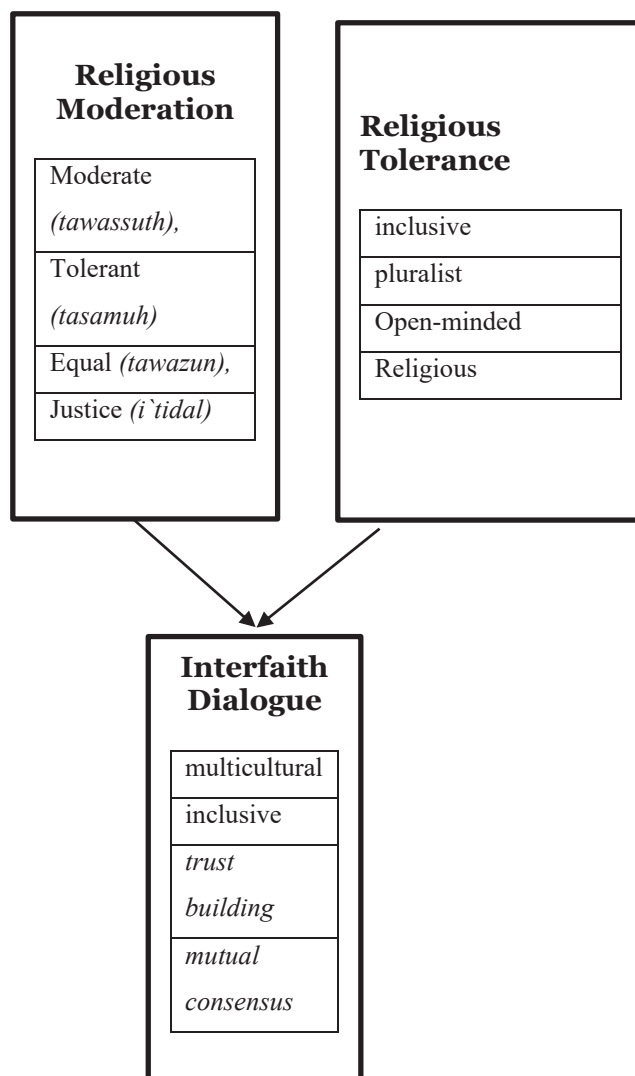 Religious
Moderation
Moderate
(tawassuth),
Tolerant
(tasamuh)
Equal (tawazun),
Justice (i`tidal)
Religious
Tolerance
inclusive
pluralist
Open-minded
Religious
Interfaith
Dialogue
multicultural
inclusive
trust
building
mutual
consensus